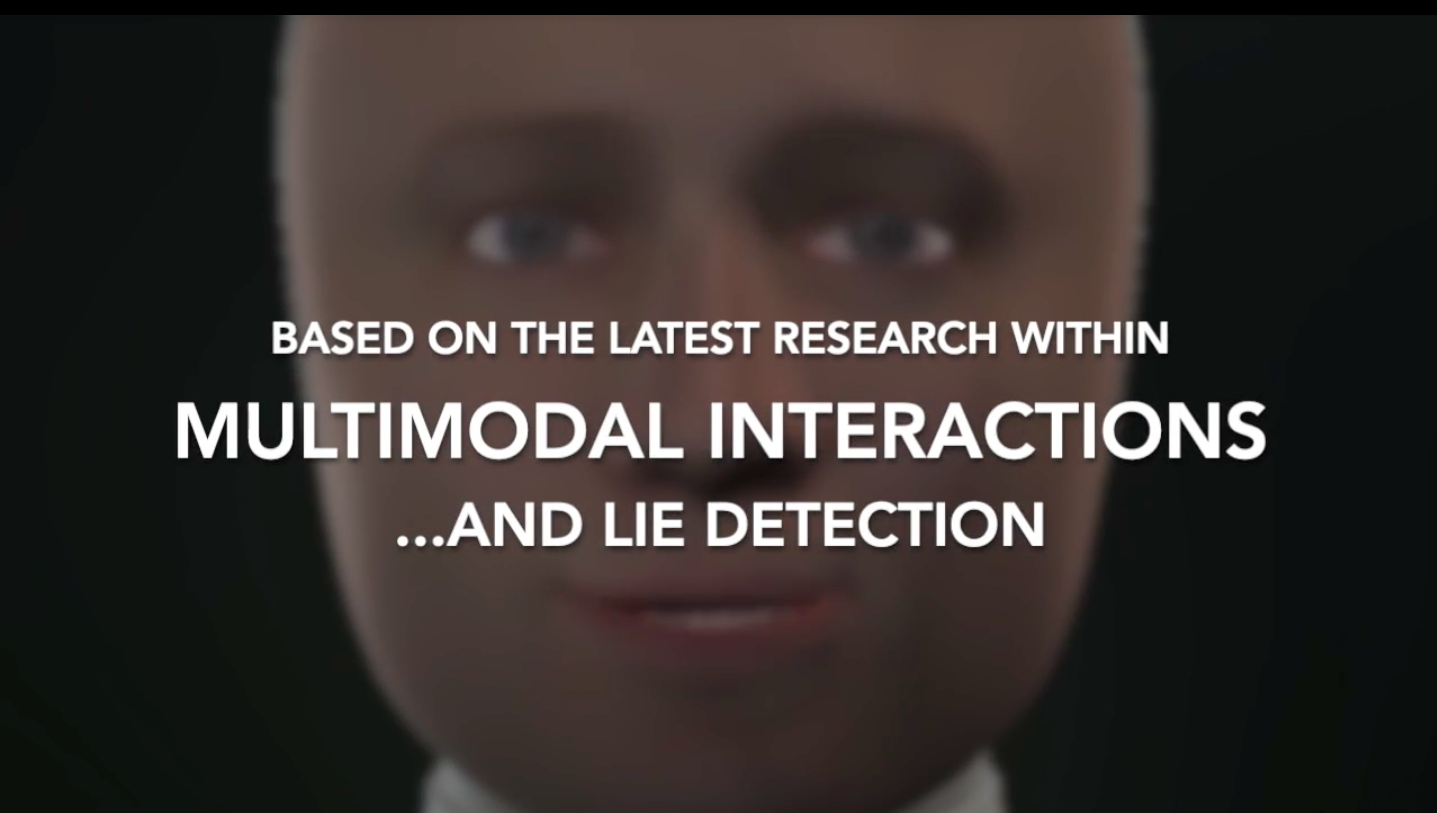 BASED ON THE LATEST RESEARCH WITHIN
MULTIMODAL INTERACTIONS
...AND LIE DETECTION